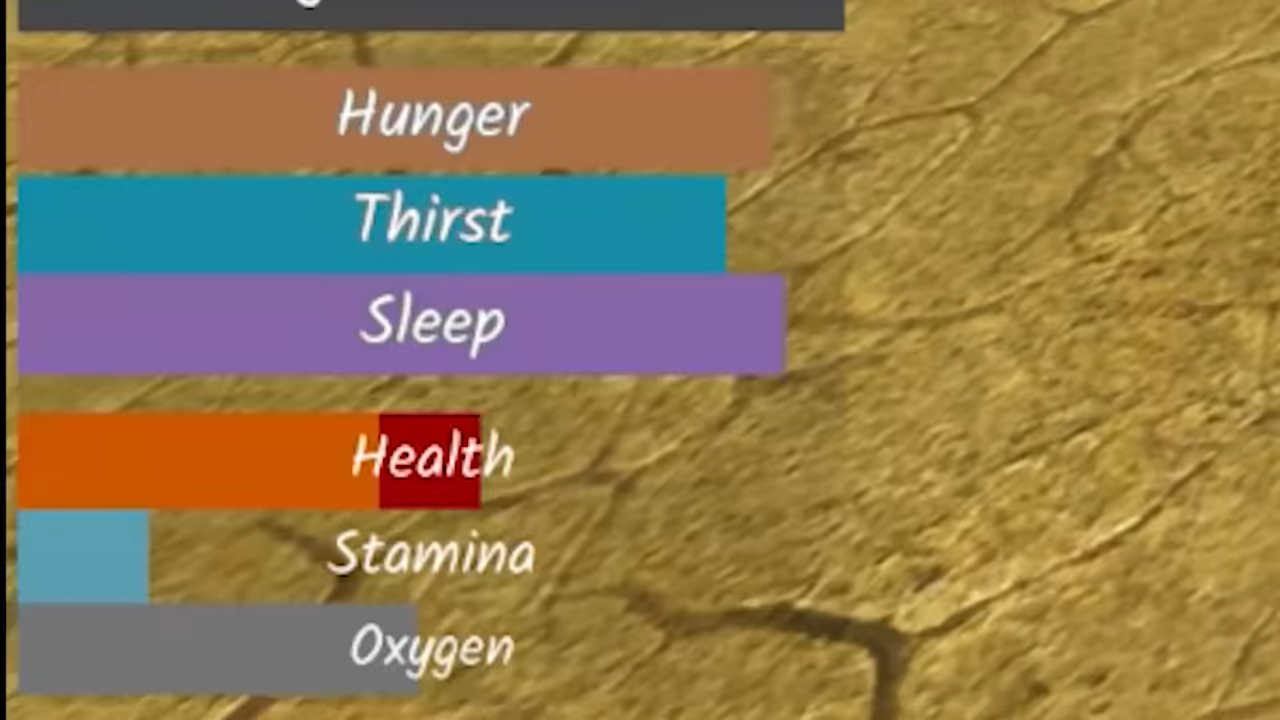 Hunger
Thirst
Sleep
Health
Stamina
Oxygen